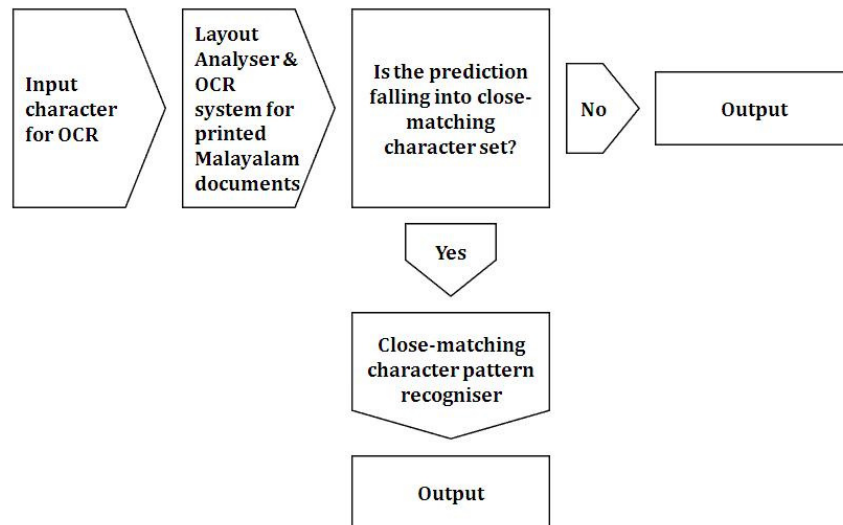 Input
character
for OCR
Layout
Analyser &
OCR
system for
printed
Malayalam
documents
Is the prediction
falling into close-
matching
character set?
No
Output
Yes
Close-matching
character pattern
recogniser
Output